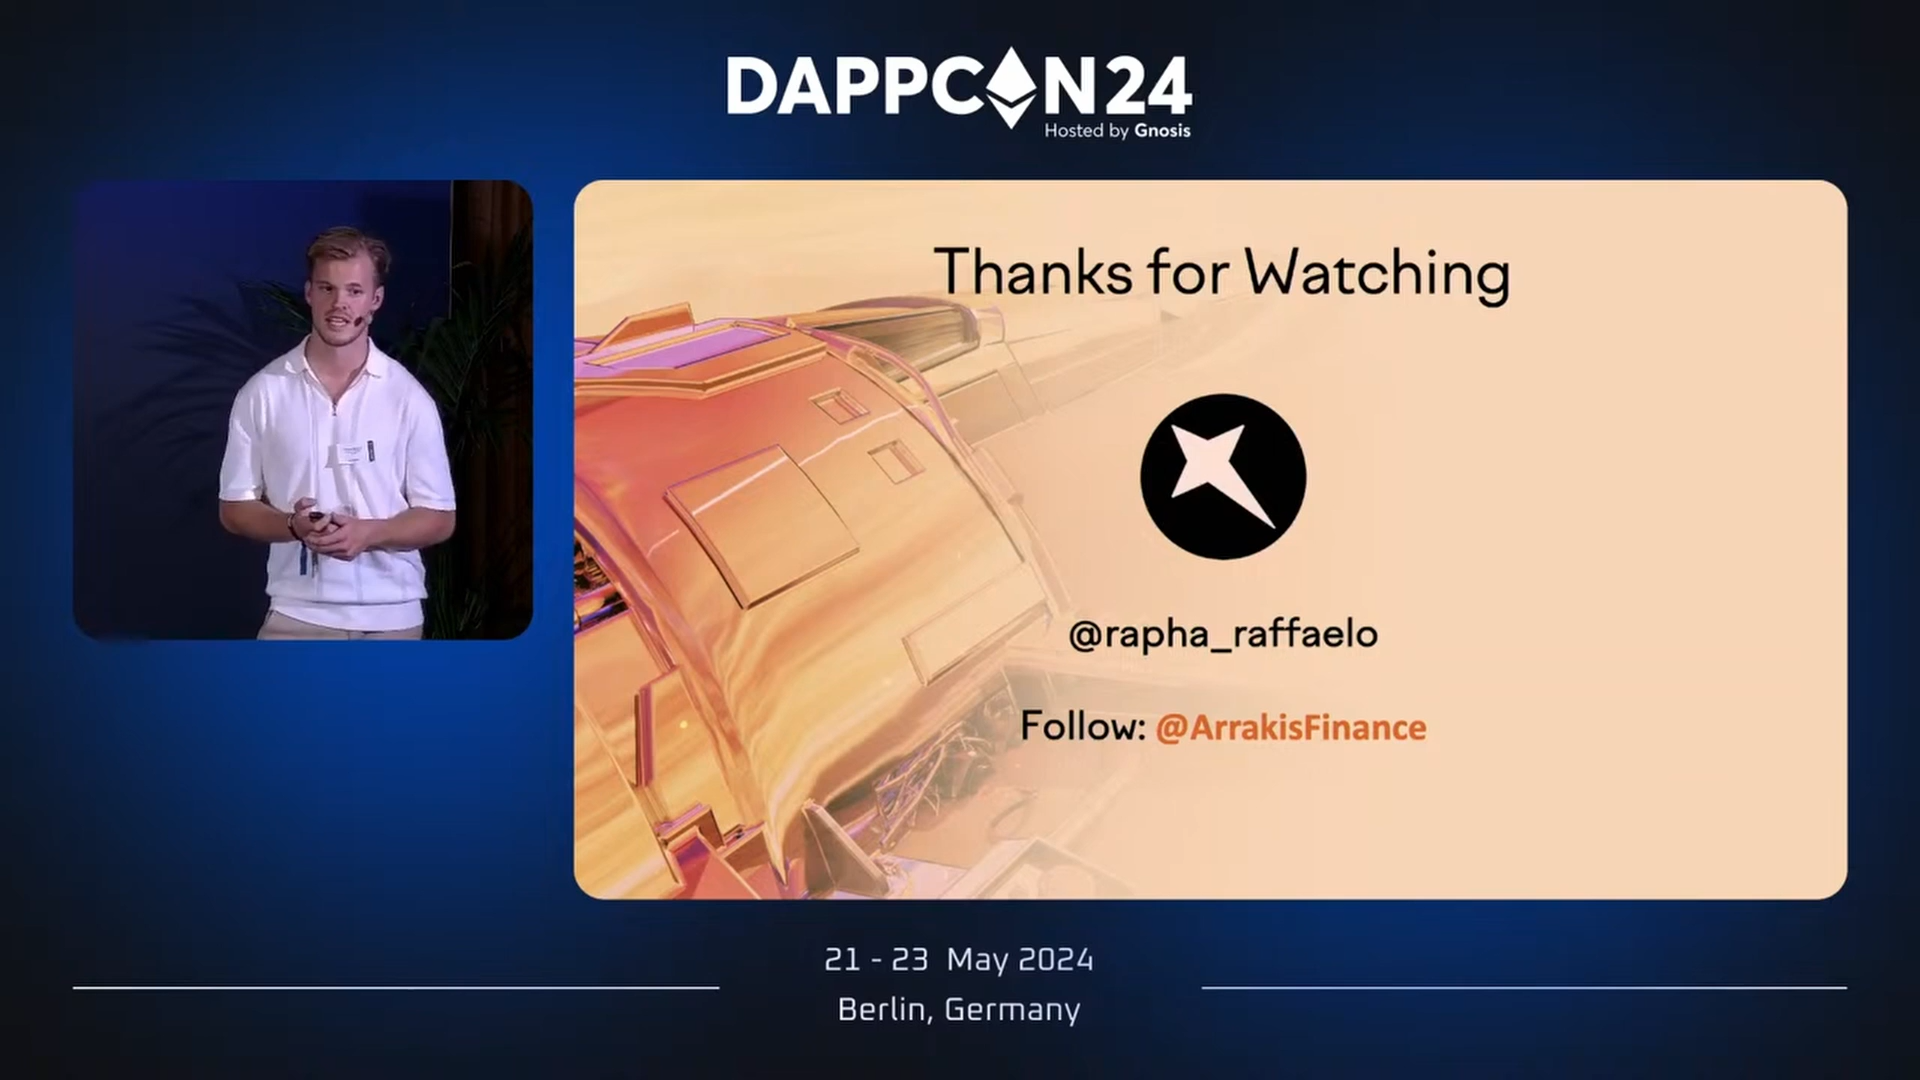 DAPPCON24
Hosted by Gnosis
Thanks for Watching
@rapha_raffaelo
Follow: @ArrakisFinance
21 - 23 May 2024
Berlin, Germany